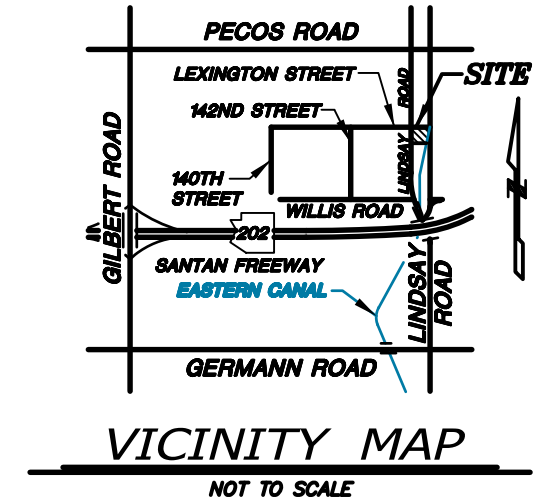 PECOS ROAD
LEXINGTON STREET
ROAD
SITE
142ND STREET
GILBERT ROAD
LINDSAY
140TH
STREET
N
WILLIS ROAD
202
SANTAN FREEWAY
EASTERN CANAL
LINDSAY
ROAD
GERMANN ROAD
VICINITY MAP
NOT TO SCALE